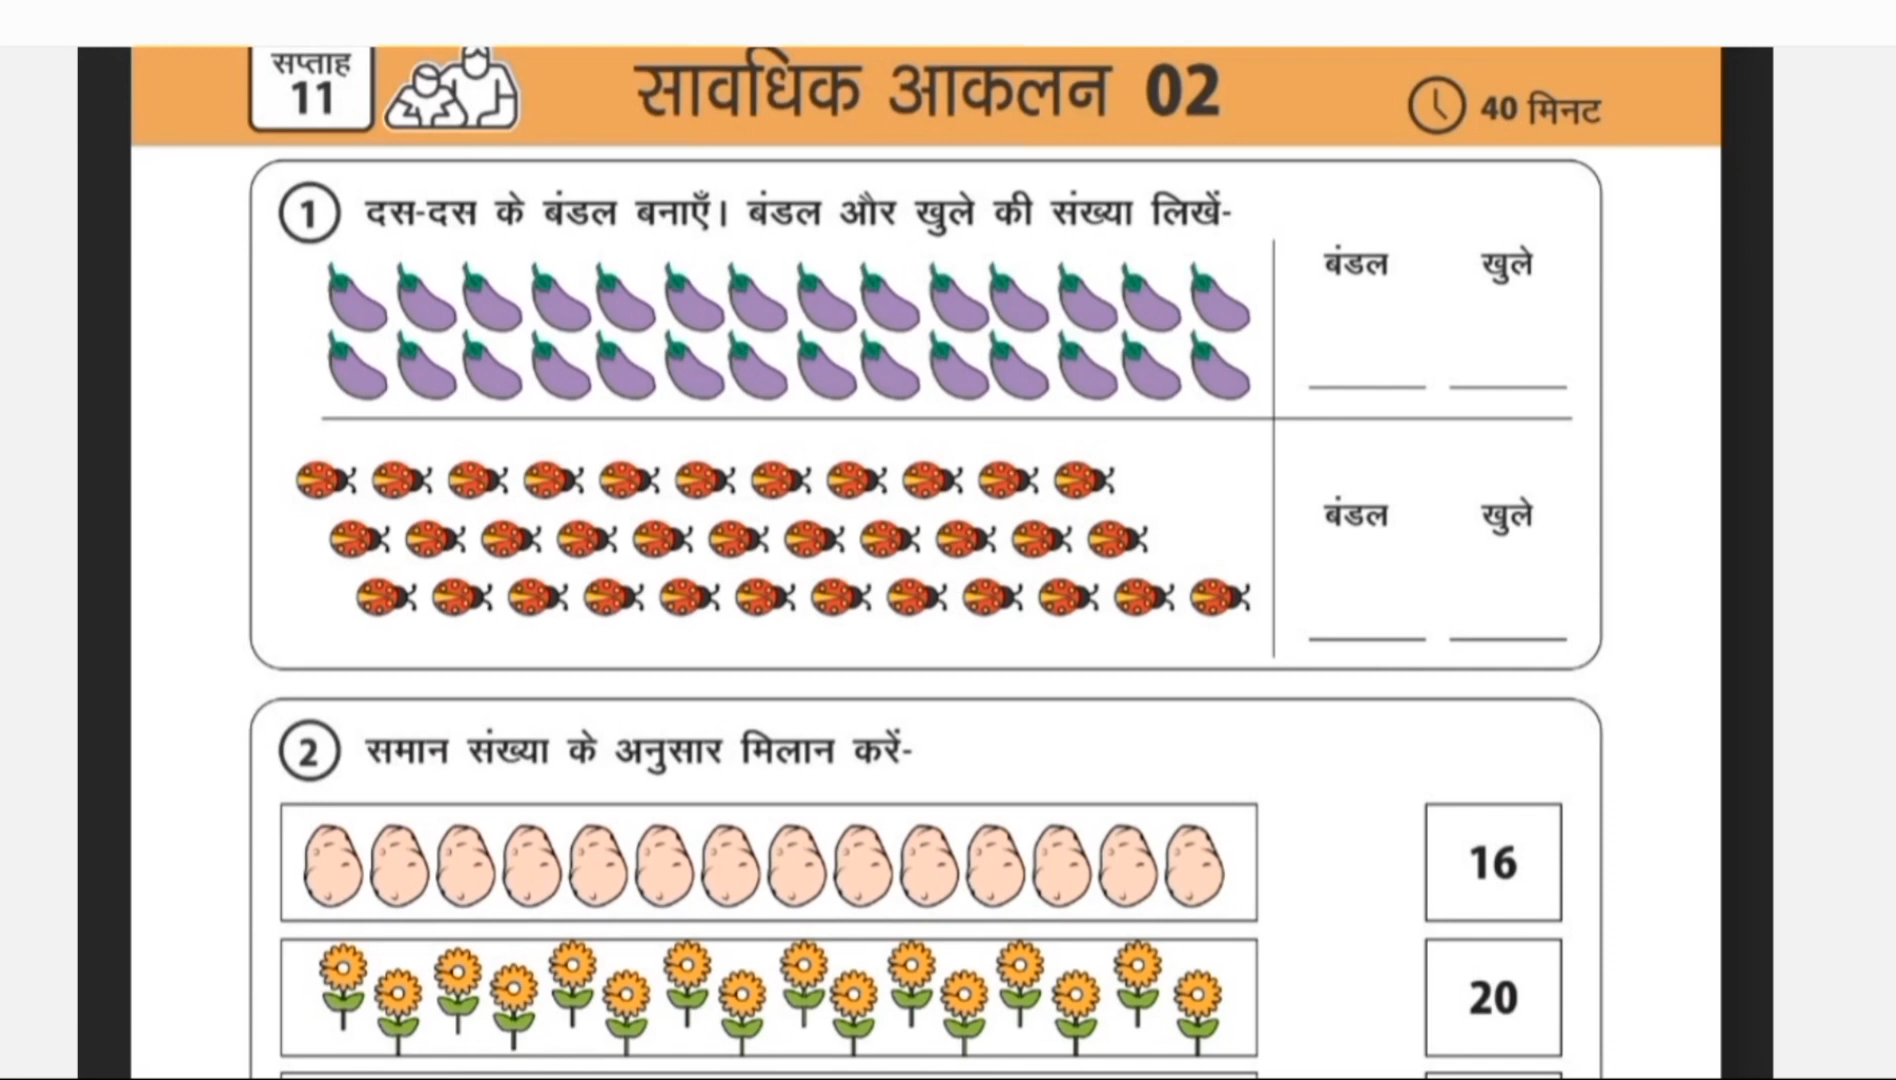 सप्ताह
11
सावधिक आकलन 02
40 मिनट
1 दस-दस के बंडल बनाएँ। बंडल और खुले की संख्या लिखें-
बंडल खुले
बंडल खुले
2 समान संख्या के अनुसार मिलान करें-
16
20